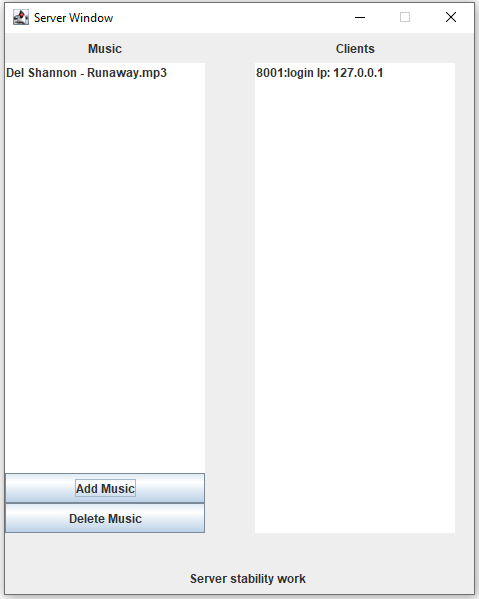 Server Window
Music
Clients
Del Shannon - Runaway.mp3
8001:login Ip: 127.0.0.1
Add Music
Delete Music
Server stability work